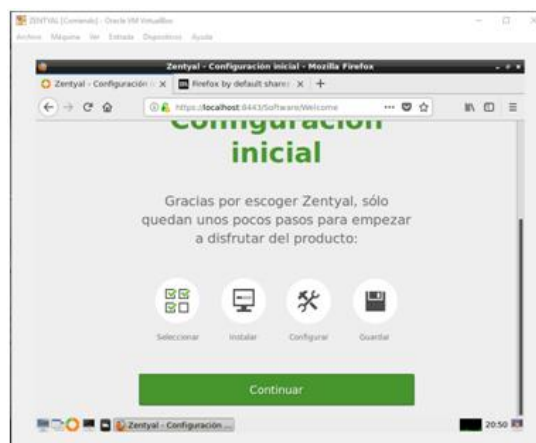 ZENTYAL [Corriendo] - Oracle VM VirtualBox
Archivo Máquina Ver Entrada Dispositivos Ayuda
Zentyal - Configuración inicial - Mozilla Firefox
Zentyal - Configuración
Firefox by default share
https://localhost:8443/Software/Welcome
Configuración
inicial
Gracias por escoger Zentyal, sólo
quedan unos pocos pasos para empezar
a disfrutar del producto:
Seleccionar Instalar Configurar Guardar
Continuar
Zentyal - Configuración ... 20:50